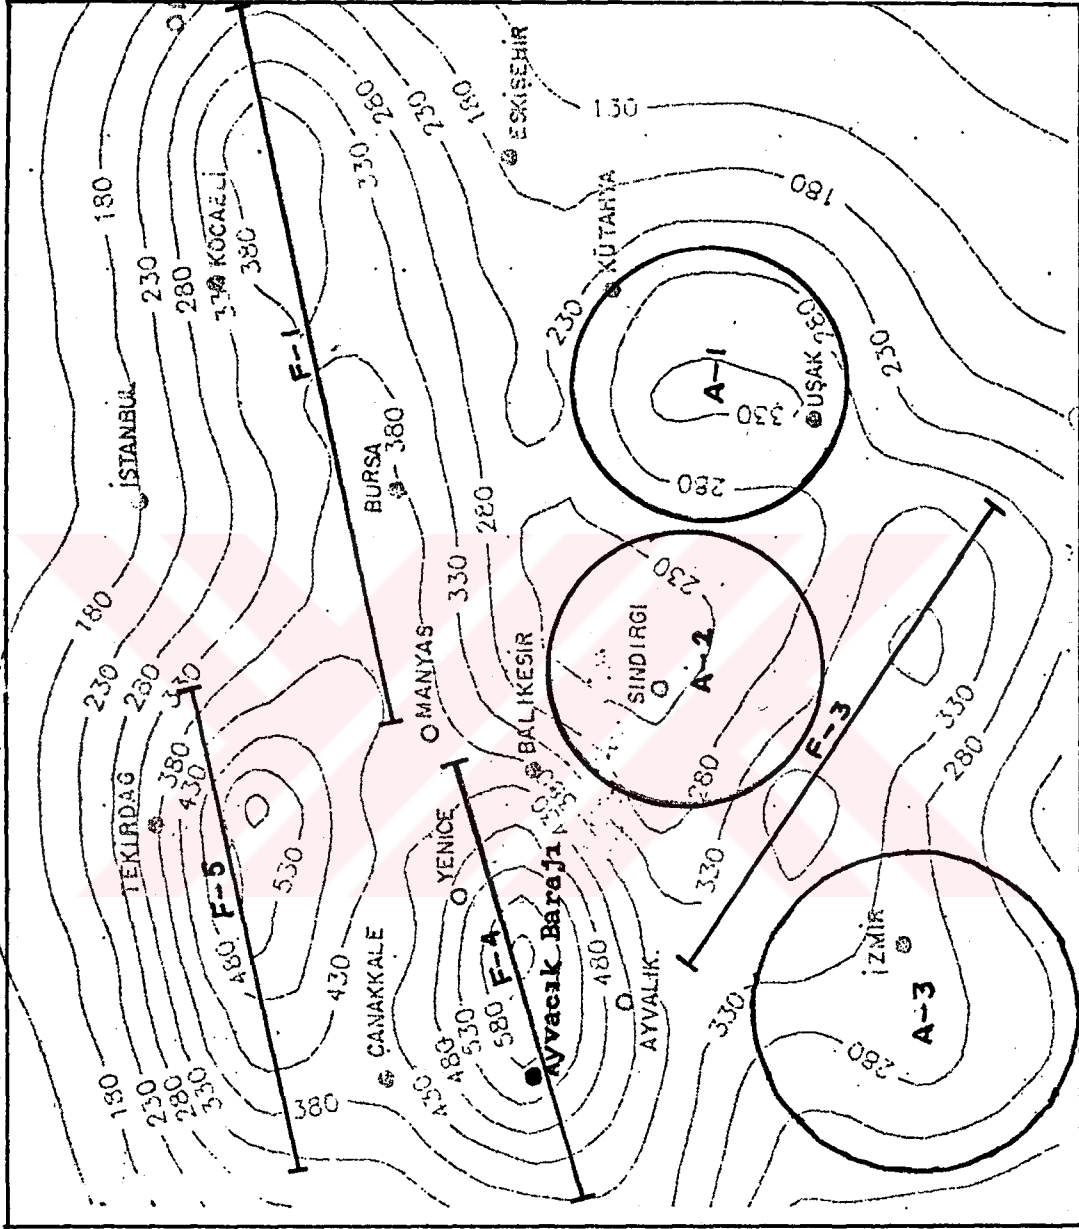 180
İSTANBUL
230
280
KOCAELİ
380
330
280
230
180
ESKİŞEHİR
130
180
KÜTAHYA
230
F-1
BURSA
380
280
330
A-1
330
UŞAK
280
230
280
180
230
280
330
MANYAS
BALIKESİR
SINDIRGI
230
A-2
280
F-3
330
280
TEKİRDAĞ
380
430
530
F-5
480
430
YENİCE
ÇANAKKALE
F-4
Ayvacık Barajı
480
AYVALIK
330
330
İZMİR
A-3
280
430
480
530
580
380
180
230
280
330